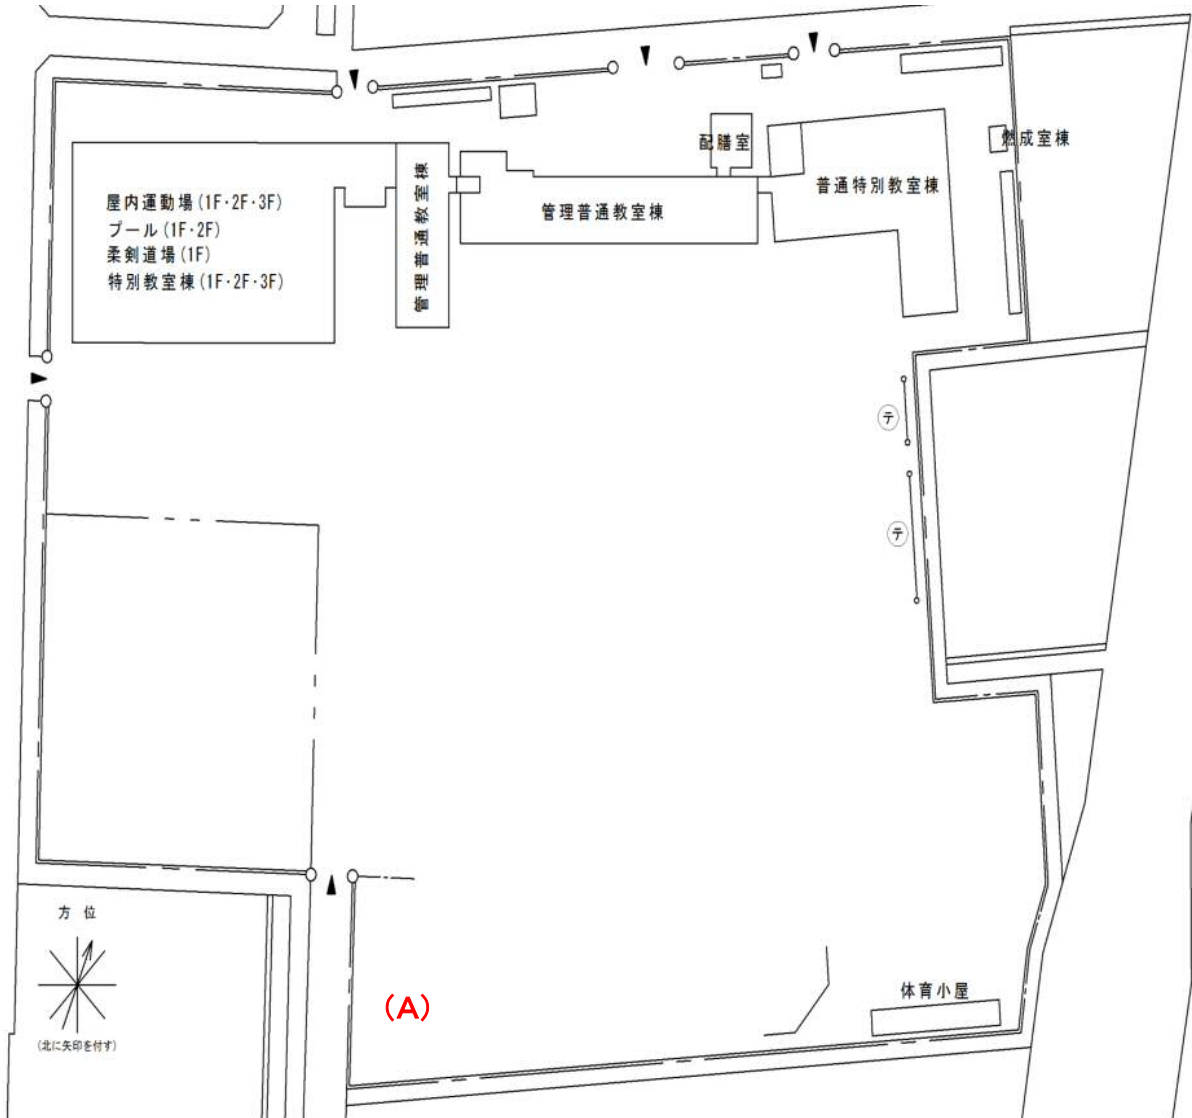 配膳室
燃成室棟
屋内運動場(1F・2F・3F)
プール(1F・2F)
柔剣道場(1F)
特別教室棟(1F・2F・3F)
管理普通教室棟
管理普通教室棟
普通特別教室棟
テ
テ
方位
(北に矢印を付す)
(A)
体育小屋